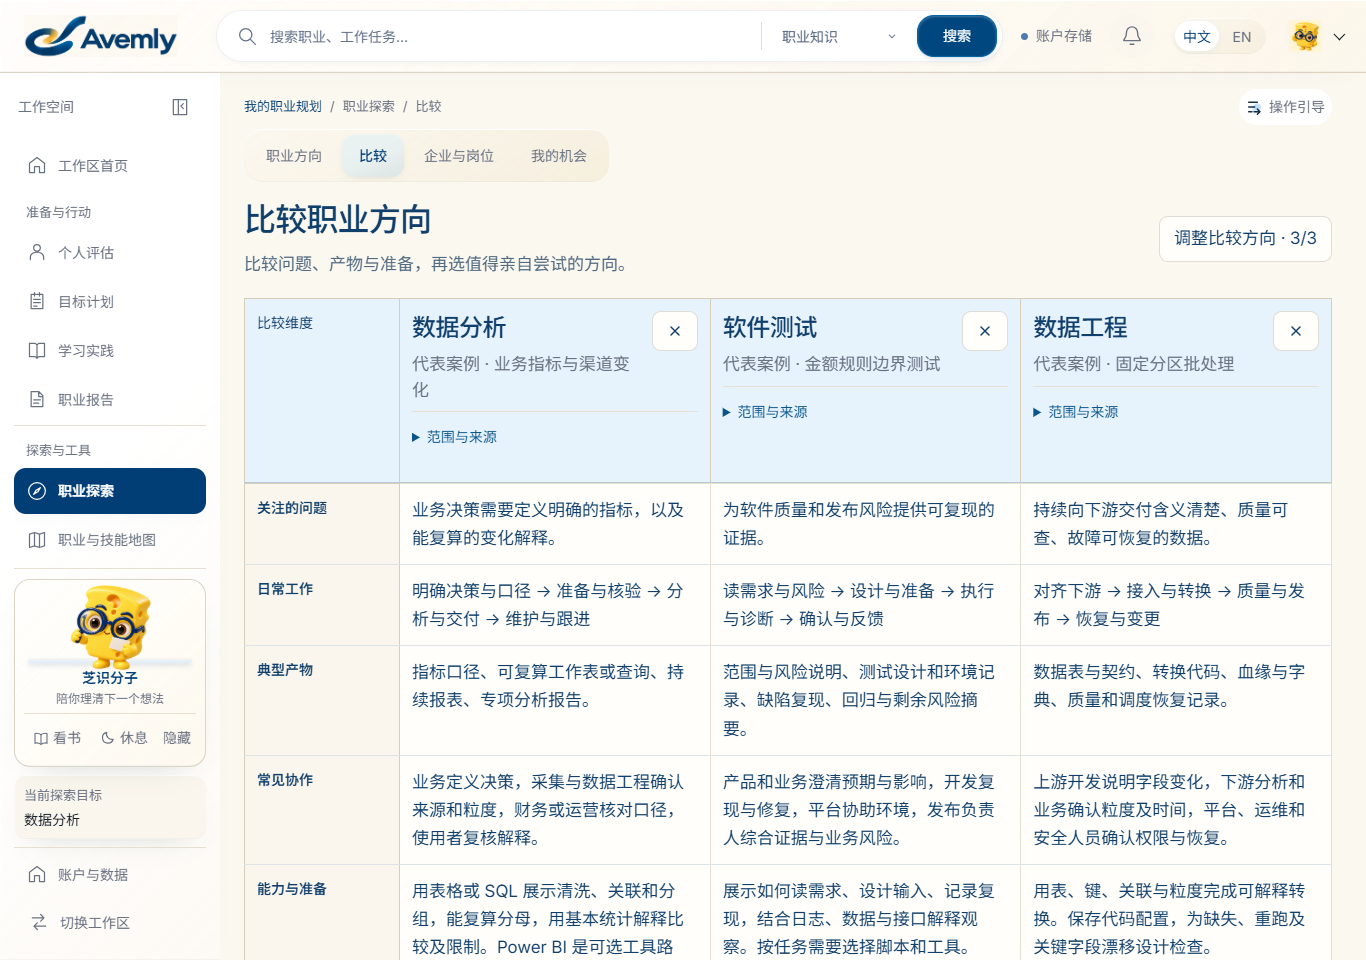 Avemly
搜索职业、工作任务...
职业知识
搜索
账户存储
中文
EN
工作空间
工作区首页
准备与行动
个人评估
目标计划
学习实践
职业报告
探索与工具
职业探索
职业与技能地图
芝识分子
陪你理清下一个想法
看书
休息
隐藏
当前探索目标
数据分析
账户与数据
切换工作区
我的职业规划 / 职业探索 / 比较
操作引导
职业方向
比较
企业与岗位
我的机会
比较职业方向
比较问题、产物与准备，再选值得亲自尝试的方向。
调整比较方向 · 3/3
比较维度
数据分析
代表案例 · 业务指标与渠道变
化
范围与来源
软件测试
代表案例 · 金额规则边界测试
范围与来源
数据工程
代表案例 · 固定分区批处理
范围与来源
关注的问题
业务决策需要定义明确的指标，以及
能复算的变化解释。
为软件质量和发布风险提供可复现的
证据。
持续向下游交付含义清楚、质量可
查、故障可恢复的数据。
日常工作
明确决策与口径 → 准备与核验 → 分
析与交付 → 维护与跟进
读需求与风险 → 设计与准备 → 执行
与诊断 → 确认与反馈
对齐下游 → 接入与转换 → 质量与发
布 → 恢复与变更
典型产物
指标口径、可复算工作表或查询、持
续报表、专项分析报告。
范围与风险说明、测试设计和环境记
录、缺陷复现、回归与剩余风险摘
要。
数据表与契约、转换代码、血缘与字
典、质量和调度恢复记录。
常见协作
业务定义决策，采集与数据工程确认
来源和粒度，财务或运营核对口径，
使用者复核解释。
产品和业务澄清预期与影响，开发复
现与修复，平台协助环境，发布负责
人综合证据与业务风险。
上游开发说明字段变化，下游分析和
业务确认粒度及时间，平台、运维和
安全人员确认权限与恢复。
能力与准备
用表格或 SQL 展示清洗、关联和分
组，能复算分母，用基本统计解释比
较及限制。Power BI 是可选工具路
展示如何读需求、设计输入、记录复
现，结合日志、数据与接口解释观
察。按任务需要选择脚本和工具。
用表、键、关联与粒度完成可解释转
换。保存代码配置，为缺失、重跑及
关键字段漂移设计检查。